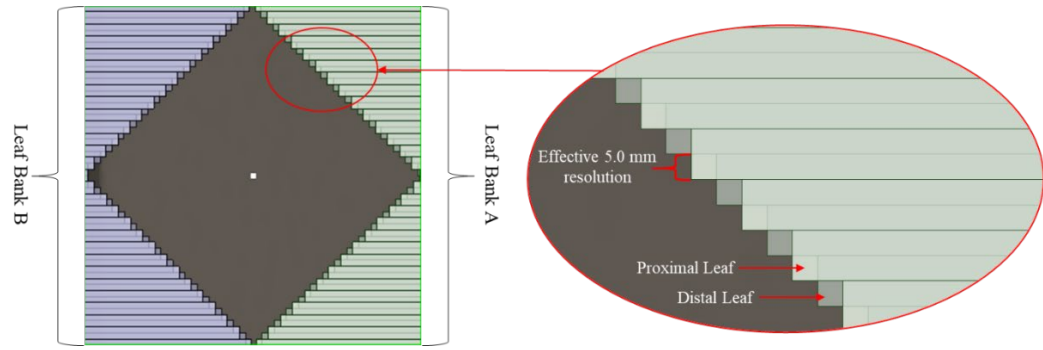 Leaf Bank B
Leaf Bank A
Effective 5.0 mm
resolution
Proximal Leaf
Distal Leaf